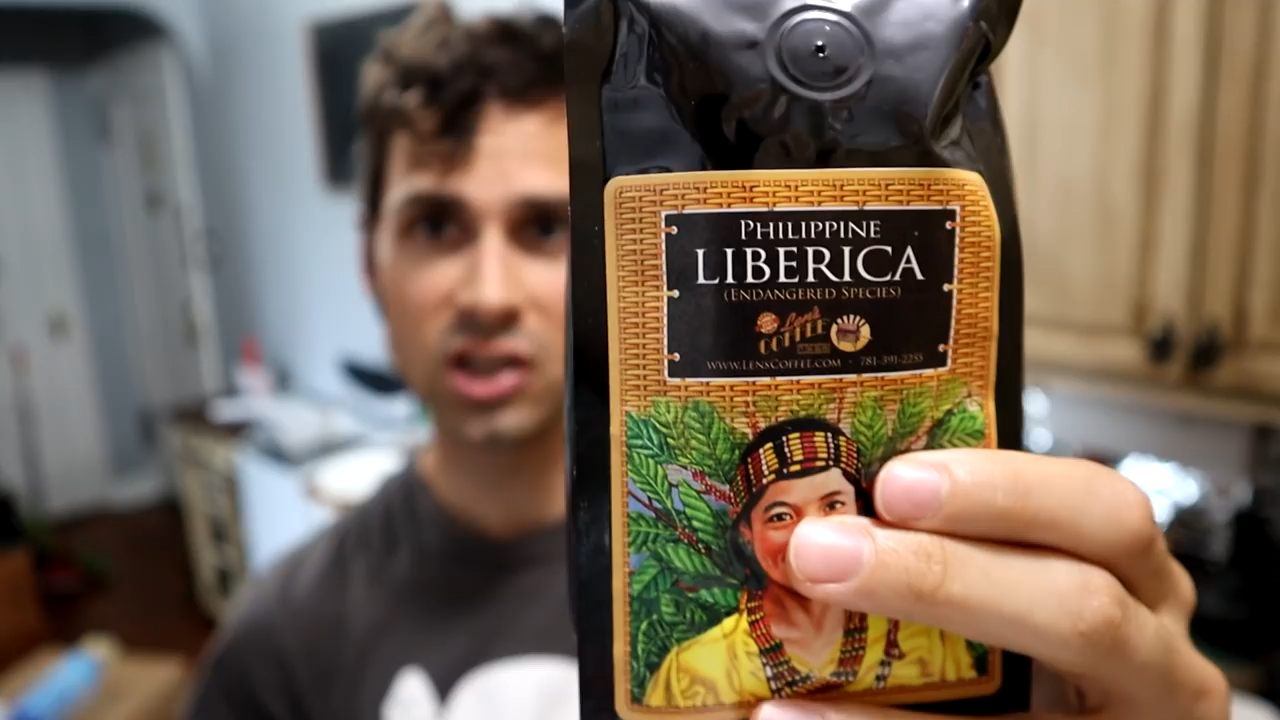 PHILIPPINE
LIBERICA
(ENDANGERED SPECIES)
Len's
COFFEE
WWW.LENSCOFFEE.COM · 781-391-2255